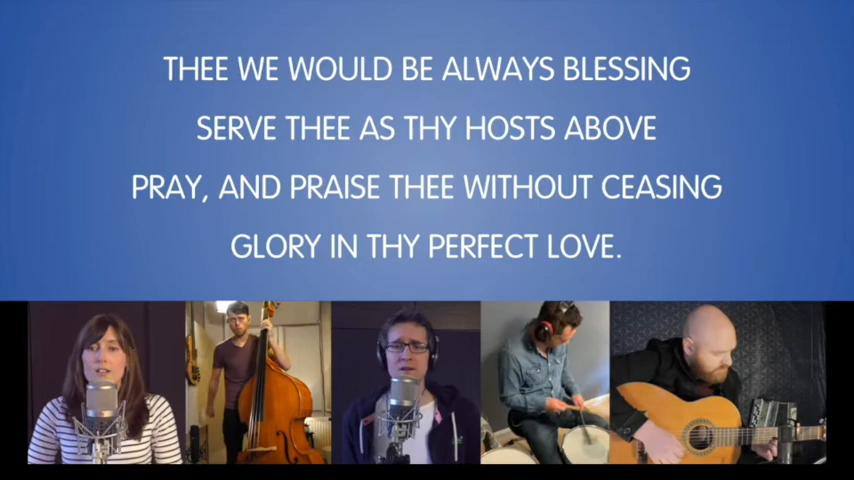 THEE WE WOULD BE ALWAYS BLESSING
SERVE THEE AS THY HOSTS ABOVE
PRAY, AND PRAISE THEE WITHOUT CEASING
GLORY IN THY PERFECT LOVE.